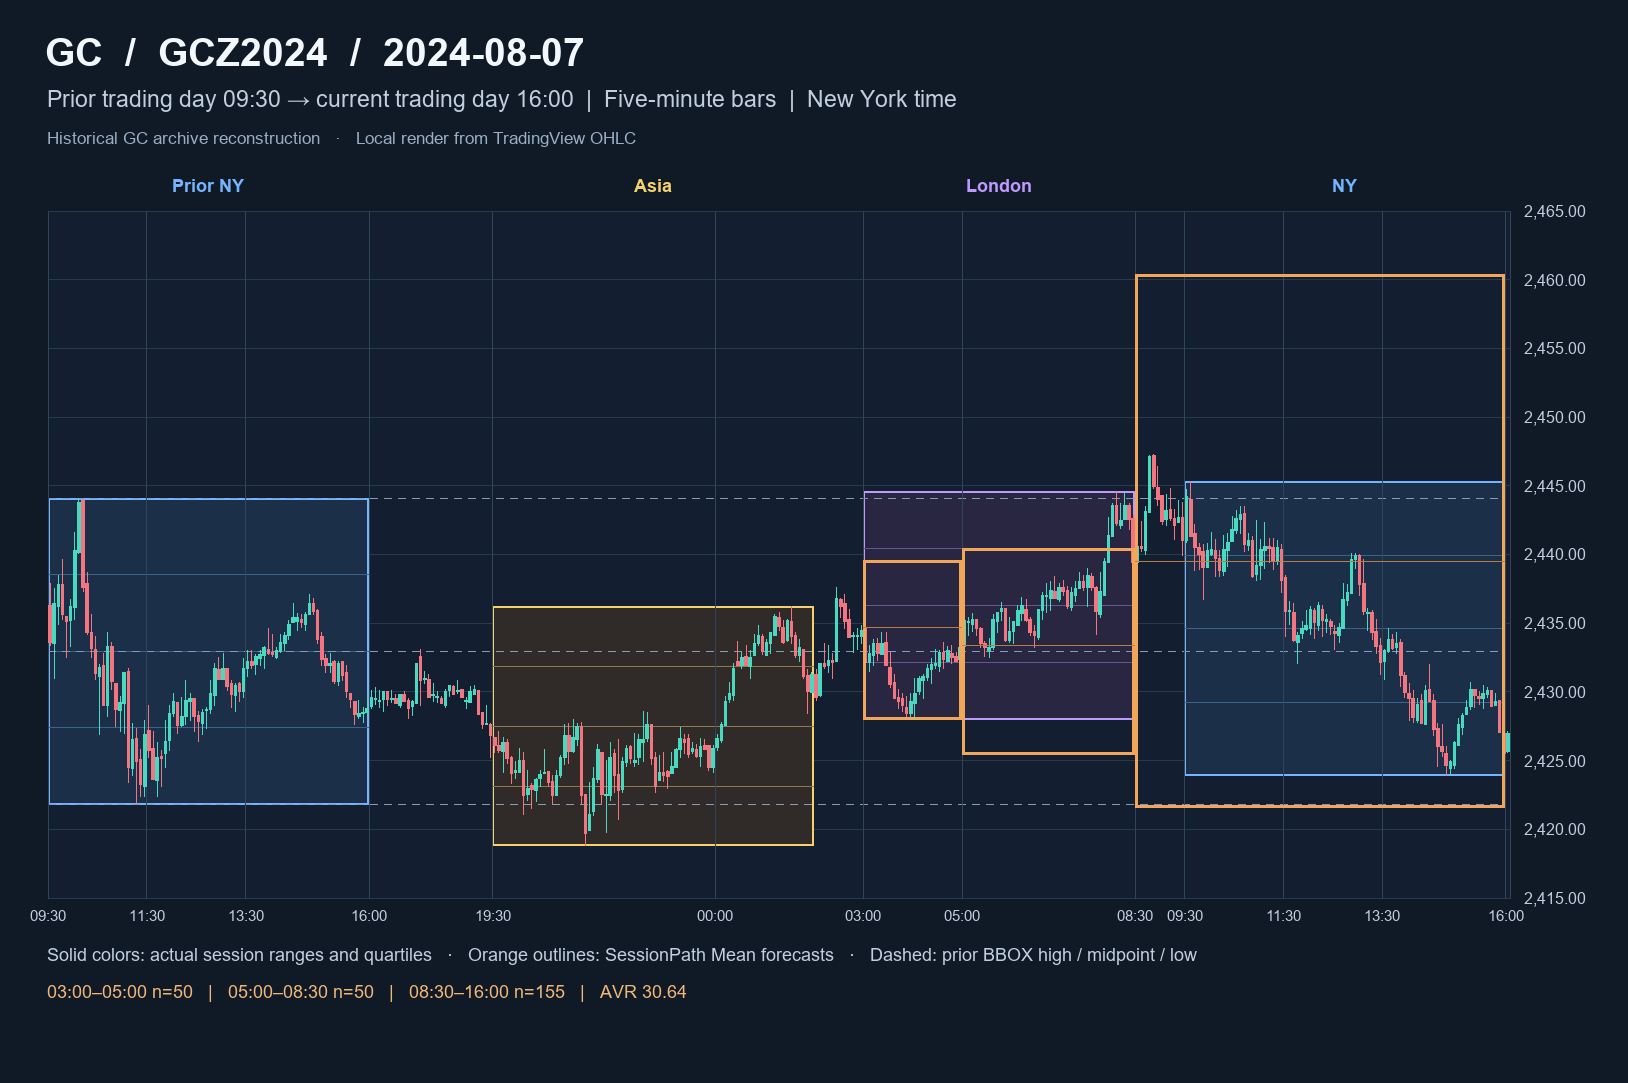 GC / GCZ2024 / 2024-08-07
Prior trading day 09:30 → current trading day 16:00 | Five-minute bars | New York time
Historical GC archive reconstruction · Local render from TradingView OHLC
Prior NY Asia London NY
2,465.00
2,460.00
2,455.00
2,450.00
2,445.00
2,440.00
2,435.00
2,430.00
2,425.00
2,420.00
2,415.00
09:30 11:30 13:30 16:00 19:30 00:00 03:00 05:00 08:30 09:30 11:30 13:30 16:00
Solid colors: actual session ranges and quartiles · Orange outlines: SessionPath Mean forecasts · Dashed: prior BBOX high / midpoint / low
03:00–05:00 n=50 | 05:00–08:30 n=50 | 08:30–16:00 n=155 | AVR 30.64